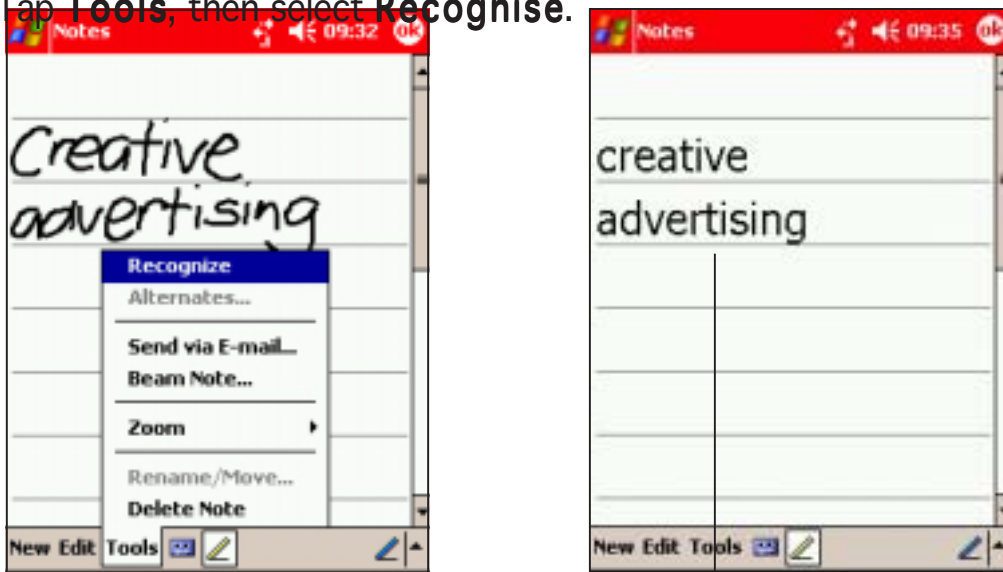 Tap Tools, then select Recognise.
Notes 09:32 ok
Creative
advertising
Recognize
Alternates...
Send via E-mail...
Beam Note...
Zoom
Rename/Move...
Delete Note
New Edit Tools
Notes 09:35 ok
creative
advertising
New Edit Tools